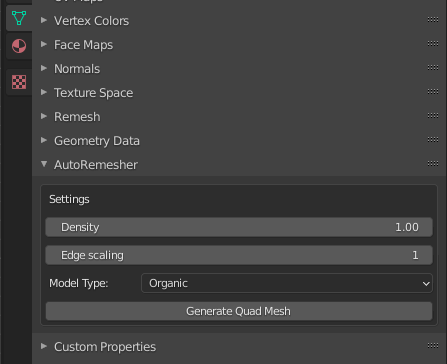 Vertex Colors
Face Maps
Normals
Texture Space
Remesh
Geometry Data
AutoRemesher
Settings
Density 1.00
Edge scaling 1
Model Type: Organic
Generate Quad Mesh
Custom Properties